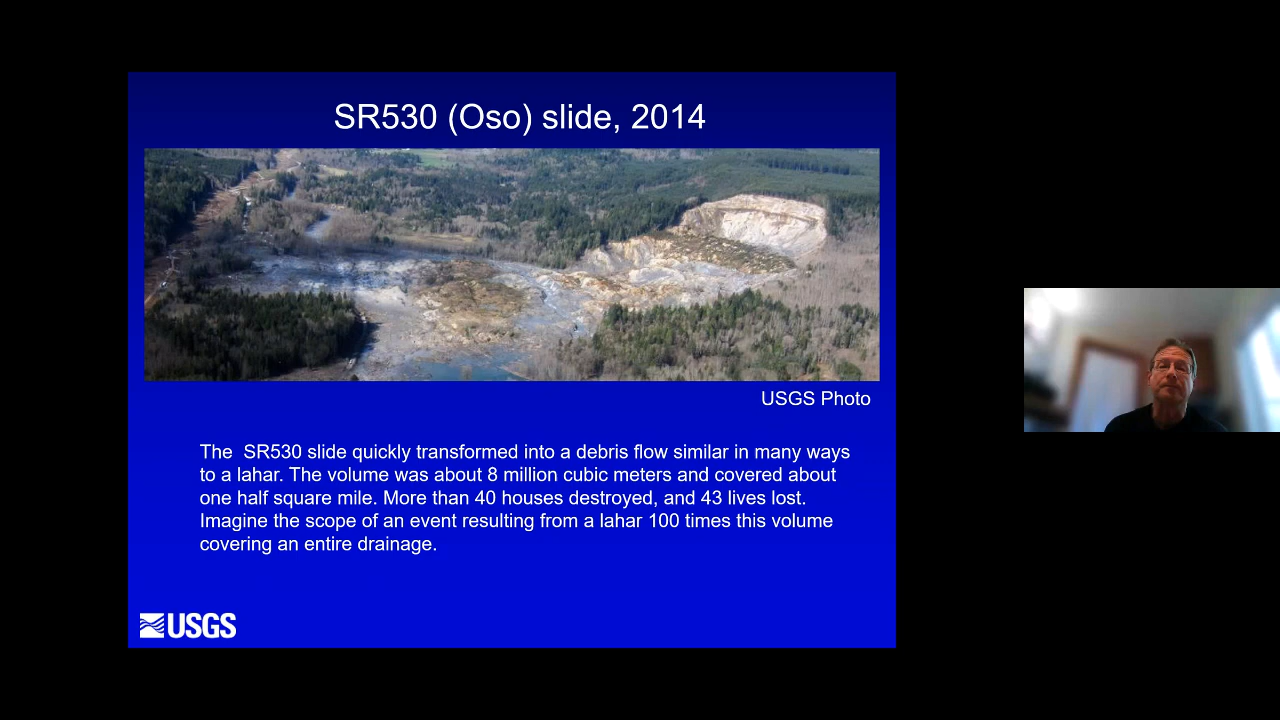 SR530 (Oso) slide, 2014
USGS Photo
The  SR530 slide quickly transformed into a debris flow similar in many ways
to a lahar. The volume was about 8 million cubic meters and covered about
one half square mile. More than 40 houses destroyed, and 43 lives lost.
Imagine the scope of an event resulting from a lahar 100 times this volume
covering an entire drainage.
USGS